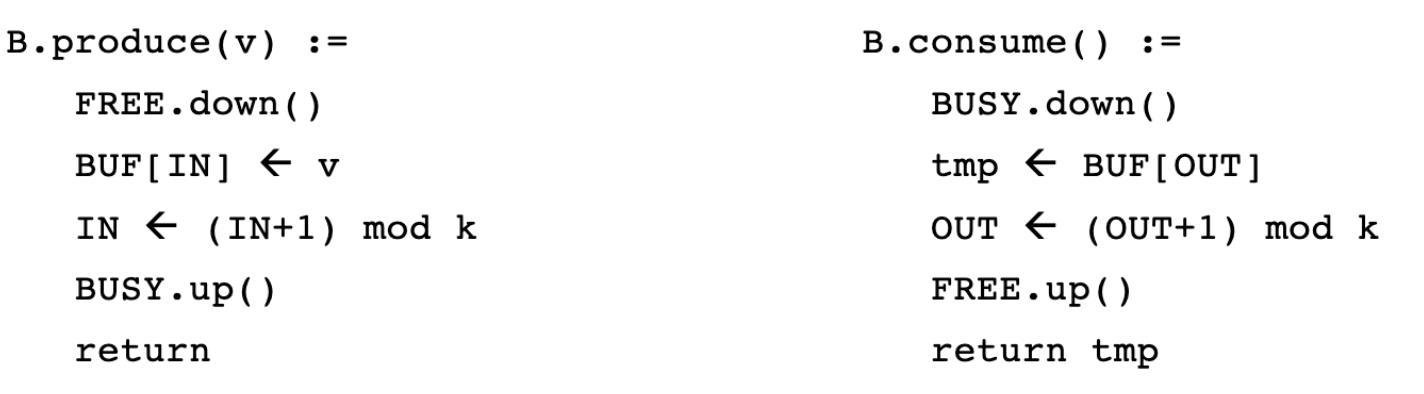 B.produce(v) :=
FREE.down()
BUF[IN] ← v
IN ← (IN+1) mod k
BUSY.up()
return
B.consume() :=
BUSY.down()
tmp ← BUF[OUT]
OUT ← (OUT+1) mod k
FREE.up()
return tmp